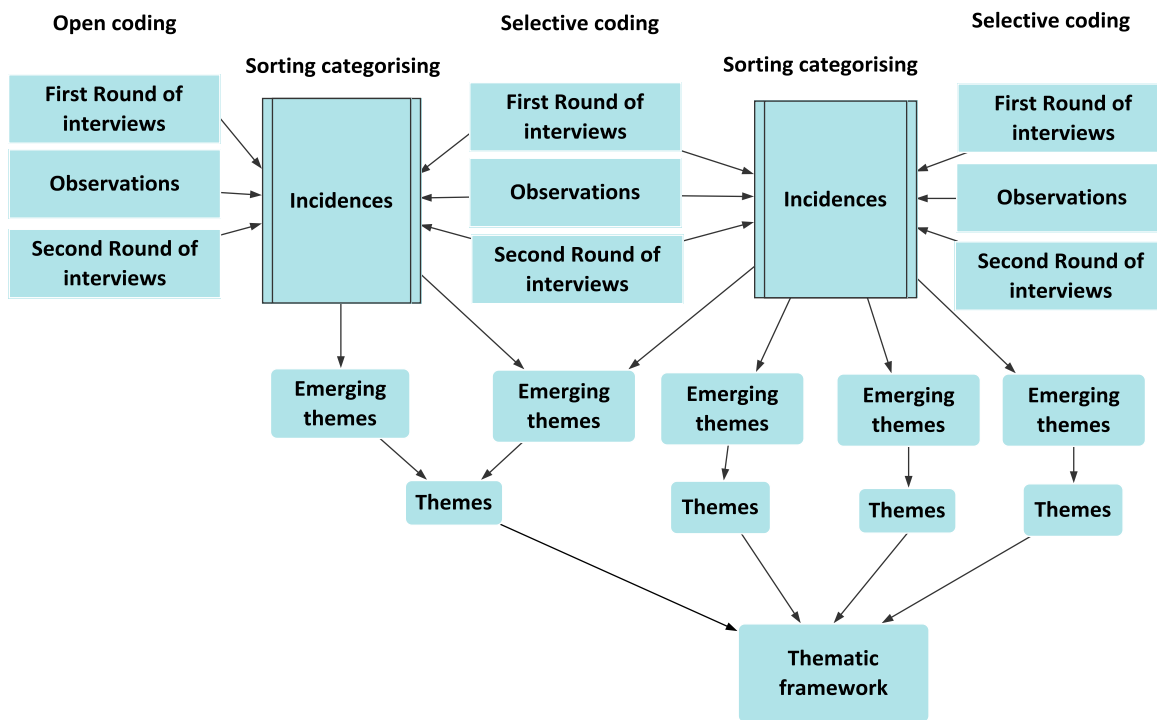 Open coding
Selective coding
Selective coding
Sorting categorising
Sorting categorising
First Round of
interviews
Observations
Second Round of
interviews
Incidences
First Round of
interviews
Observations
Second Round of
interviews
Incidences
First Round of
interviews
Observations
Second Round of
interviews
Emerging
themes
Emerging
themes
Emerging
themes
Emerging
themes
Emerging
themes
Themes
Themes
Themes
Themes
Thematic
framework